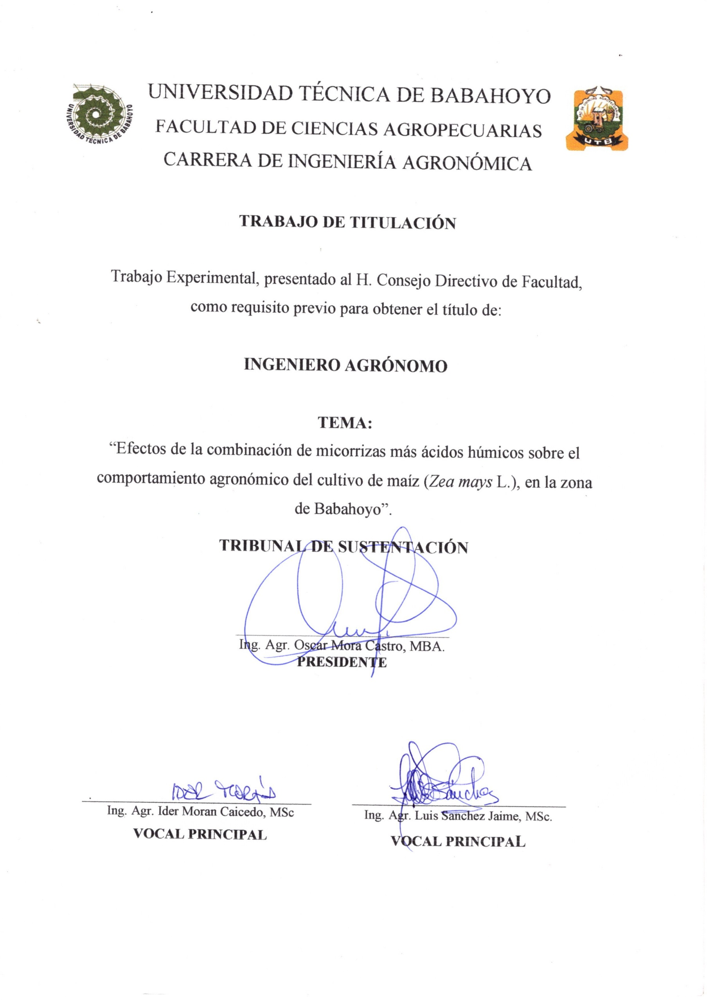 UNIVERSIDAD TÉCNICA DE BABAHOYO
FACULTAD DE CIENCIAS AGROPECUARIAS
CARRERA DE INGENIERÍA AGRONÓMICA
UNIVERSIDAD TECNICA DE BABAHOYO
FAC. DE CIENCIAS AGROPECUARIAS
UTB
TRABAJO DE TITULACIÓN
Trabajo Experimental, presentado al H. Consejo Directivo de Facultad,
como requisito previo para obtener el título de:
INGENIERO AGRÓNOMO
TEMA:
“Efectos de la combinación de micorrizas más ácidos húmicos sobre el
comportamiento agronómico del cultivo de maíz (Zea mays L.), en la zona
de Babahoyo”.
TRIBUNAL DE SUSTENTACIÓN
Ing. Agr. Oscar Mora Castro, MBA.
PRESIDENTE
IDER MORÁN
Ing. Agr. Ider Moran Caicedo, MSc
VOCAL PRINCIPAL
Sánchez
Ing. Agr. Luis Sanchez Jaime, MSc.
VOCAL PRINCIPAL